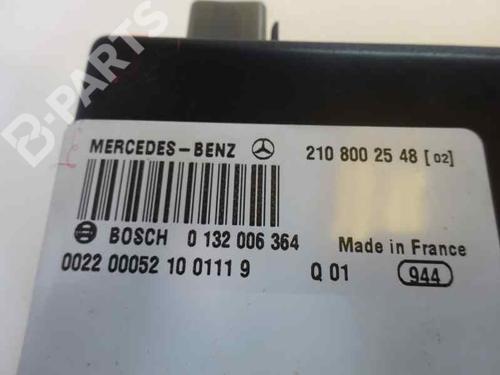 B-PARTS
MERCEDES-BENZ 210 800 25 48 [02]
BOSCH 0 132 006 364 Made in France
0022 00052 10 0111 9 Q 01 944